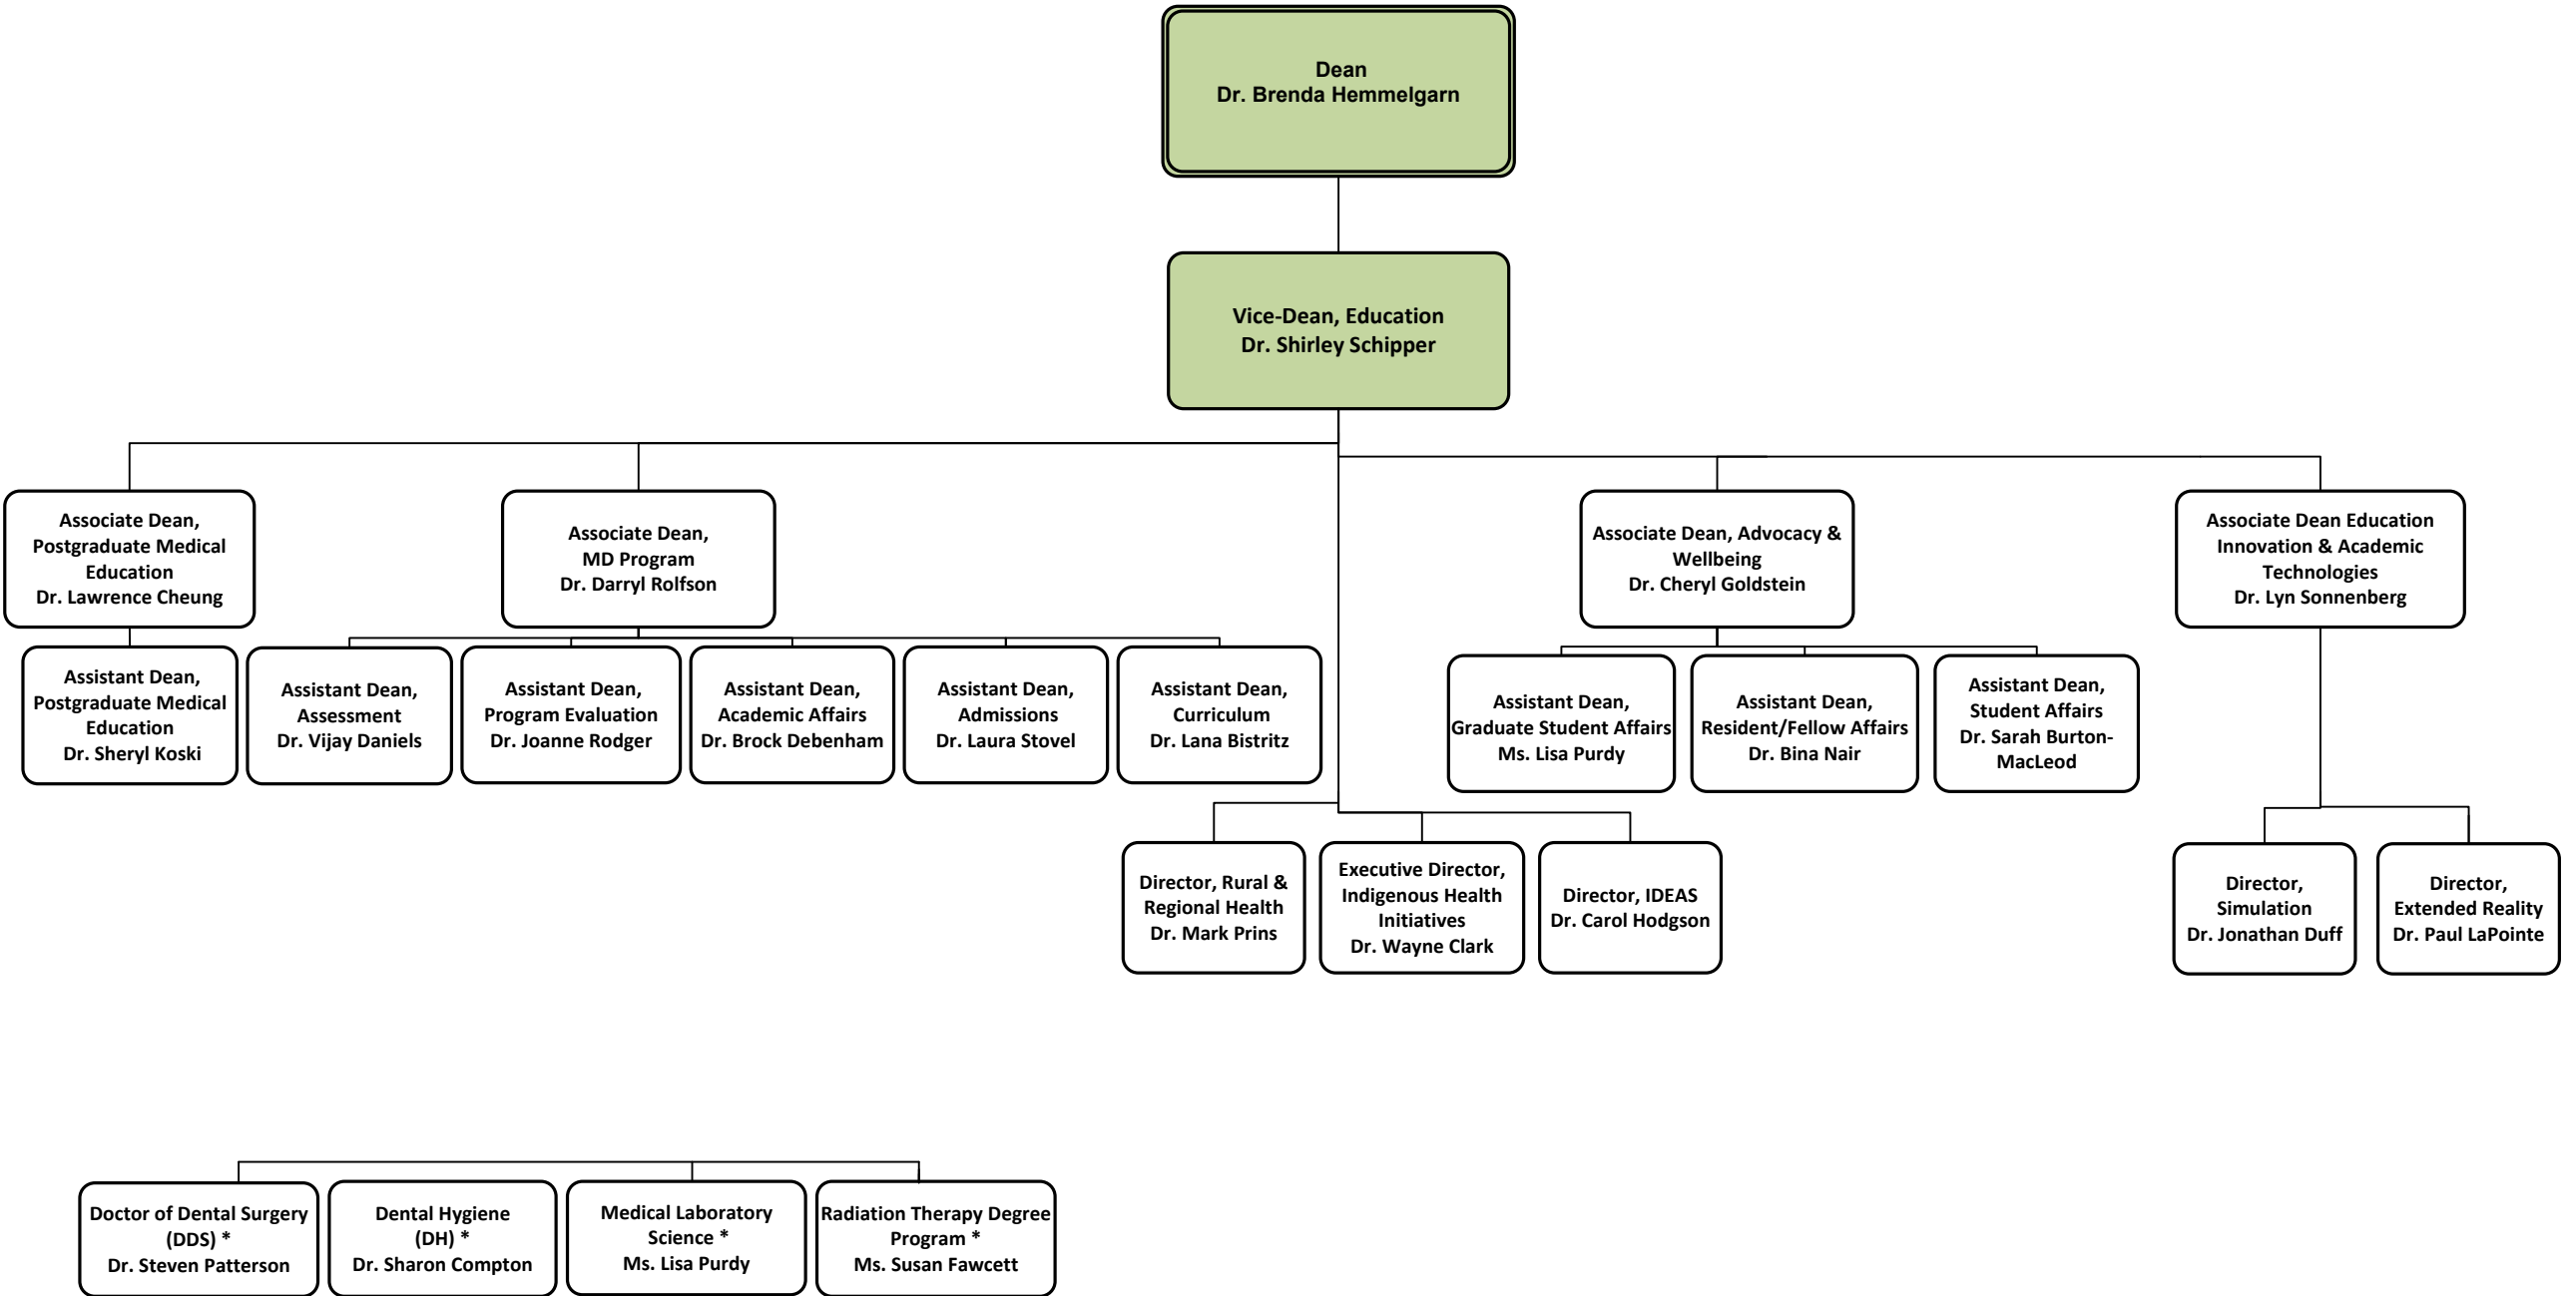 Dean
Dr. Brenda Hemmelgarn
Vice-Dean, Education
Dr. Shirley Schipper
Associate Dean,
Postgraduate Medical
Education
Dr. Lawrence Cheung
Associate Dean,
MD Program
Dr. Darryl Rolfson
Associate Dean, Advocacy &
Wellbeing
Dr. Cheryl Goldstein
Associate Dean Education
Innovation & Academic
Technologies
Dr. Lyn Sonnenberg
Assistant Dean,
Postgraduate Medical
Education
Dr. Sheryl Koski
Assistant Dean,
Assessment
Dr. Vijay Daniels
Assistant Dean,
Program Evaluation
Dr. Joanne Rodger
Assistant Dean,
Academic Affairs
Dr. Brock Debenham
Assistant Dean,
Admissions
Dr. Laura Stovel
Assistant Dean,
Curriculum
Dr. Lana Bistritz
Assistant Dean,
Graduate Student Affairs
Ms. Lisa Purdy
Assistant Dean,
Resident/Fellow Affairs
Dr. Bina Nair
Assistant Dean,
Student Affairs
Dr. Sarah Burton-
MacLeod
Director, Rural &
Regional Health
Dr. Mark Prins
Executive Director,
Indigenous Health
Initiatives
Dr. Wayne Clark
Director, IDEAS
Dr. Carol Hodgson
Director,
Simulation
Dr. Jonathan Duff
Director,
Extended Reality
Dr. Paul LaPointe
Doctor of Dental Surgery
(DDS) *
Dr. Steven Patterson
Dental Hygiene
(DH) *
Dr. Sharon Compton
Medical Laboratory
Science *
Ms. Lisa Purdy
Radiation Therapy Degree
Program *
Ms. Susan Fawcett